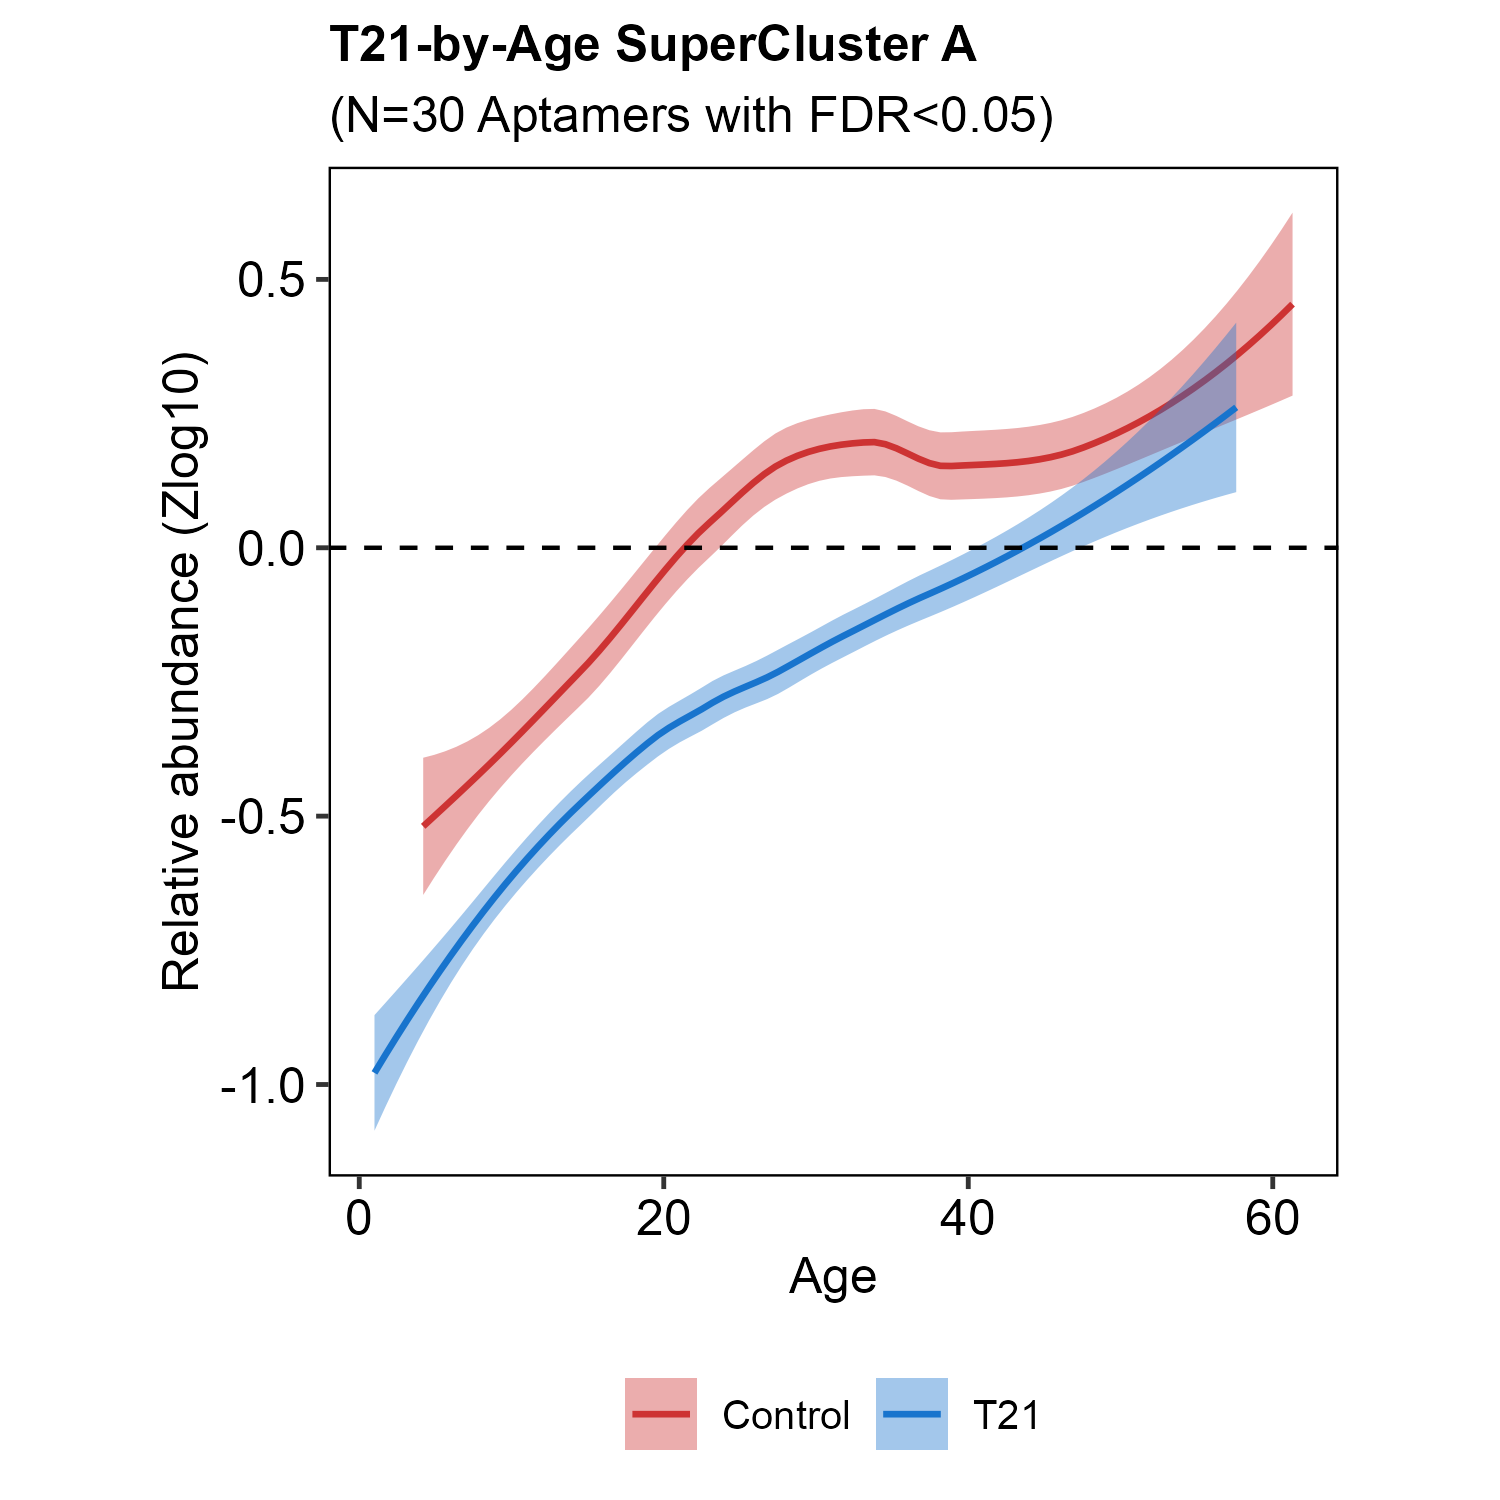 T21-by-Age SuperCluster A
(N=30 Aptamers with FDR<0.05)
Relative abundance (Zlog10)
0.5
0.0
-0.5
-1.0
0 20 40 60
Age
Control T21